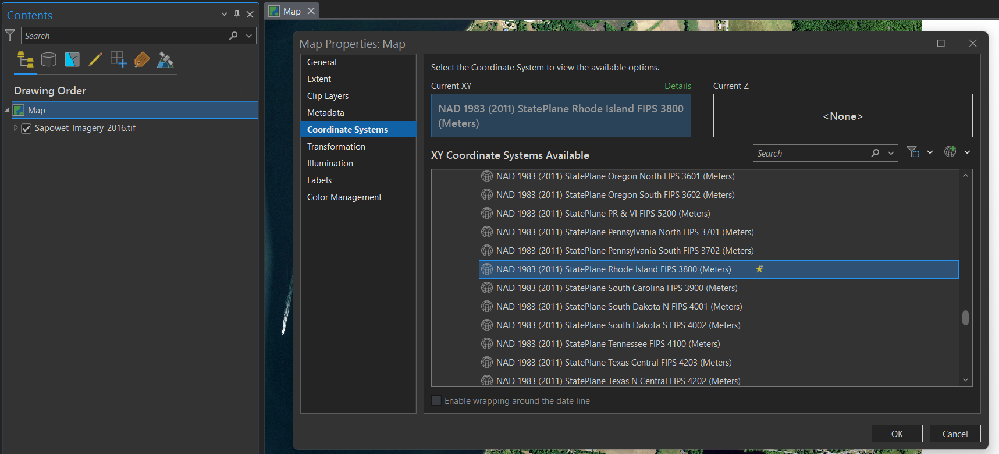 Contents
Search
Drawing Order
Map
Sapowet_Imagery_2016.tif
Map
Map Properties: Map
General
Extent
Clip Layers
Metadata
Coordinate Systems
Transformation
Illumination
Labels
Color Management
Select the Coordinate System to view the available options.
Current XY
Details
Current Z
NAD 1983 (2011) StatePlane Rhode Island FIPS 3800
(Meters)
<None>
XY Coordinate Systems Available
Search
NAD 1983 (2011) StatePlane Oregon North FIPS 3601 (Meters)
NAD 1983 (2011) StatePlane Oregon South FIPS 3602 (Meters)
NAD 1983 (2011) StatePlane PR & VI FIPS 5200 (Meters)
NAD 1983 (2011) StatePlane Pennsylvania North FIPS 3701 (Meters)
NAD 1983 (2011) StatePlane Pennsylvania South FIPS 3702 (Meters)
NAD 1983 (2011) StatePlane Rhode Island FIPS 3800 (Meters)
NAD 1983 (2011) StatePlane South Carolina FIPS 3900 (Meters)
NAD 1983 (2011) StatePlane South Dakota N FIPS 4001 (Meters)
NAD 1983 (2011) StatePlane South Dakota S FIPS 4002 (Meters)
NAD 1983 (2011) StatePlane Tennessee FIPS 4100 (Meters)
NAD 1983 (2011) StatePlane Texas Central FIPS 4203 (Meters)
NAD 1983 (2011) StatePlane Texas N Central FIPS 4202 (Meters)
Enable wrapping around the date line
OK
Cancel